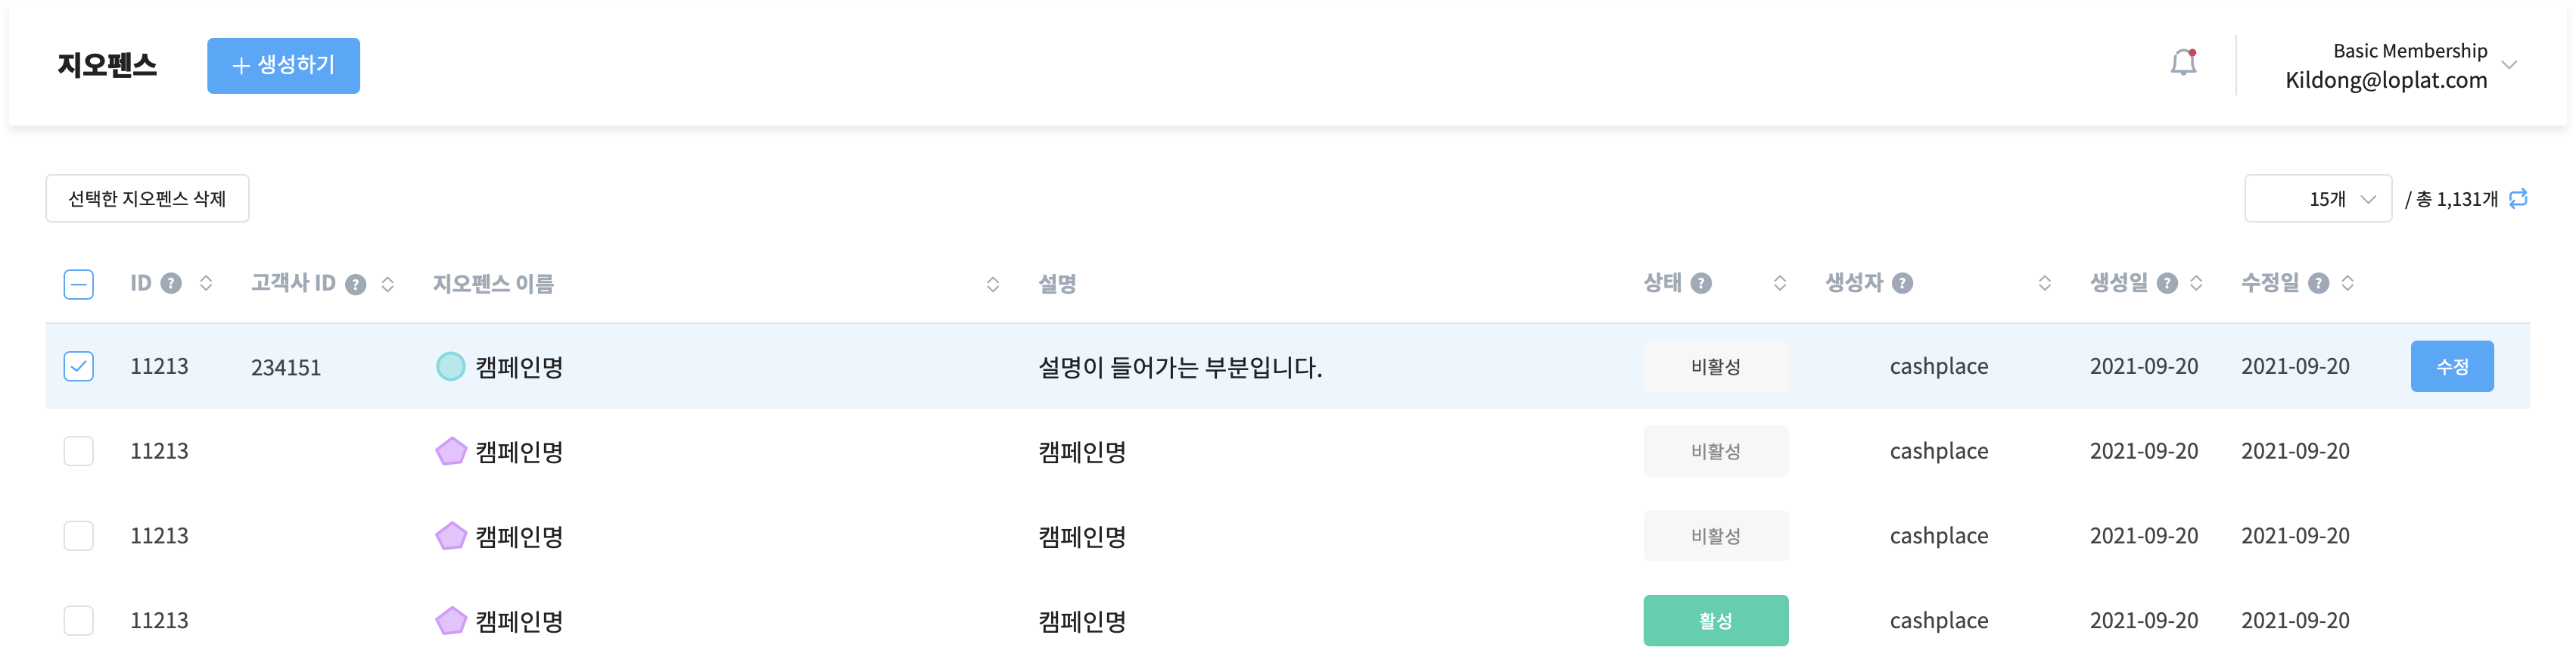 지오펜스
+ 생성하기
Basic Membership
Kildong@loplat.com
선택한 지오펜스 삭제
15개 / 총 1,131개
ID ? 고객사 ID ? 지오펜스 이름 설명 상태 ? 생성자 ? 생성일 ? 수정일 ?
11213 234151 캠페인명 설명이 들어가는 부분입니다. 비활성 cashplace 2021-09-20 2021-09-20 수정
11213 캠페인명 캠페인명 비활성 cashplace 2021-09-20 2021-09-20
11213 캠페인명 캠페인명 비활성 cashplace 2021-09-20 2021-09-20
11213 캠페인명 캠페인명 활성 cashplace 2021-09-20 2021-09-20